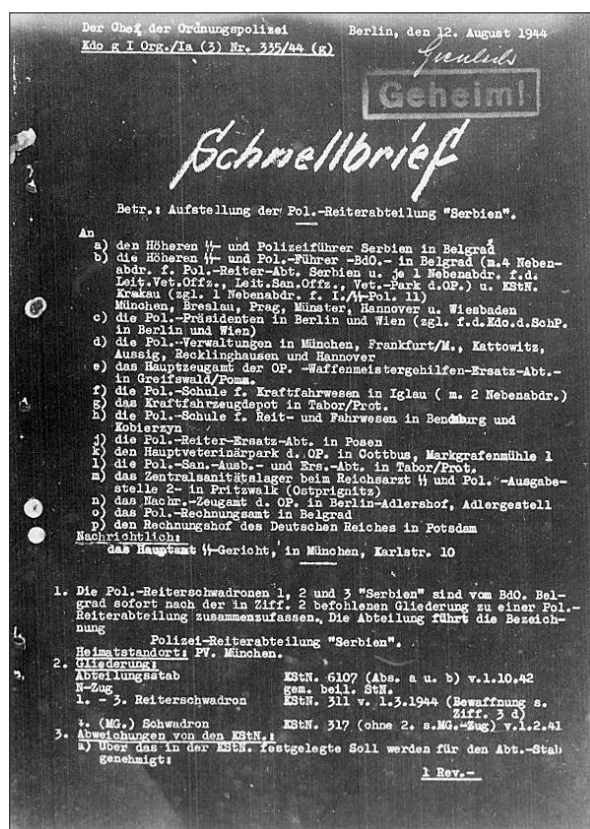 Der Chef der Ordnungspolizei Berlin, den 12. August 1944
Kdo g I Org./Ia (3) Nr. 335/44 (g)
Geheim!
Schnellbrief
Betr.: Aufstellung der Pol.-Reiterabteilung "Serbien".
An
a) den Höheren ᛋᛋ- und Polizeiführer Serbien in Belgrad
b) die Höheren ᛋᛋ- und Pol.-Führer -BdO.- in Belgrad (m.4 Neben-
abdr. f. Pol.-Reiter-Abt. Serbien u. je 1 Nebenabdr. f.d.
Leit.Vet.Offz., Leit.San.Offz., Vet.-Park d.OP.) u. KStN.
Krakau (zgl. 1 Nebenabdr. f. I./ᛋᛋ-Pol. 11)
München, Breslau, Prag, Münster, Hannover u. Wiesbaden
c) die Pol.-Präsidenten in Berlin und Wien (zgl. f.d.Kdo.d.SchP.
in Berlin und Wien)
d) die Pol.-Verwaltungen in München, Frankfurt/M., Kattowitz,
Aussig, Recklinghausen und Hannover
e) das Hauptzeugamt der OP. -Waffenmeistergehilfen-Ersatz-Abt.-
in Greifswald/Pomm.
f) die Pol.-Schule f. Kraftfahrwesen in Iglau ( m. 2 Nebenabdr.)
g) das Kraftfahrzeugdepot in Tabor/Prot.
h) die Pol.-Schule f. Reit- und Fahrwesen in und
Kobierzyn
j) die Pol.-Reiter-Ersatz-Abt. in Posen
k) den Hauptveterinärpark d. OP. in Cottbus, Markgrafenmühle 1
l) die Pol.-San.-Ausb.- und Ers.-Abt. in Tabor/Prot.
m) das Zentralsanitätslager beim Reichsarzt ᛋᛋ und Pol. -Ausgabe-
stelle 2- in Pritzwalk (Ostprignitz)
n) das Nachr.-Zeugamt d. OP. in Berlin-Adlershof, Adlergestell
o) das Pol.-Rechnungsamt in Belgrad
p) den Rechnungshof des Deutschen Reiches in Potsdam
Nachrichtlich:
das Hauptamt ᛋᛋ-Gericht, in München, Karlstr. 10
1. Die Pol.-Reiterschwadronen 1, 2 und 3 "Serbien" sind vom BdO. Bel-
grad sofort nach der in Ziff. 2 befohlenen Gliederung zu einer Pol.-
Reiterabteilung zusammenzufassen. Die Abteilung führt die Bezeich-
nung
Polizei-Reiterabteilung "Serbien".
Heimatstandort: PV. München.
2. Gliederung:
Abteilungsstab KStN. 6107 (Abs. a u. b) v.1.10.42
N-Zug gem. beil. StN.
1. - 3. Reiterschwadron KStN. 311 v. 1.3.1944 (Bewaffnung s.
Ziff. 3 d)
4. (MG.) Schwadron KStN. 317 (ohne 2. s.MG.-Zug) v.1.2.41
3. Abweichungen von den KStN.:
a) Über das in der KStN. festgelegte Soll werden für den Abt.-Stab
genehmigt:
1 Rev.-